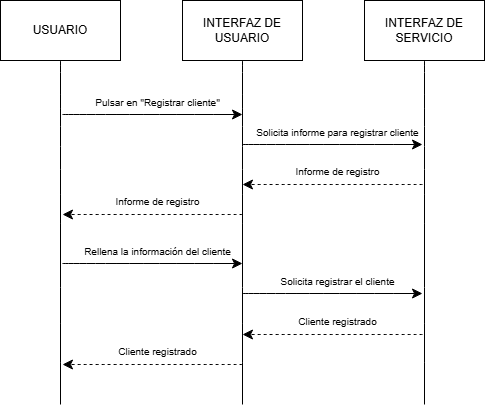 USUARIO
INTERFAZ DE
USUARIO
INTERFAZ DE
SERVICIO
Pulsar en "Registrar cliente"
Solicita informe para registrar cliente
Informe de registro
Informe de registro
Rellena la información del cliente
Solicita registrar el cliente
Cliente registrado
Cliente registrado